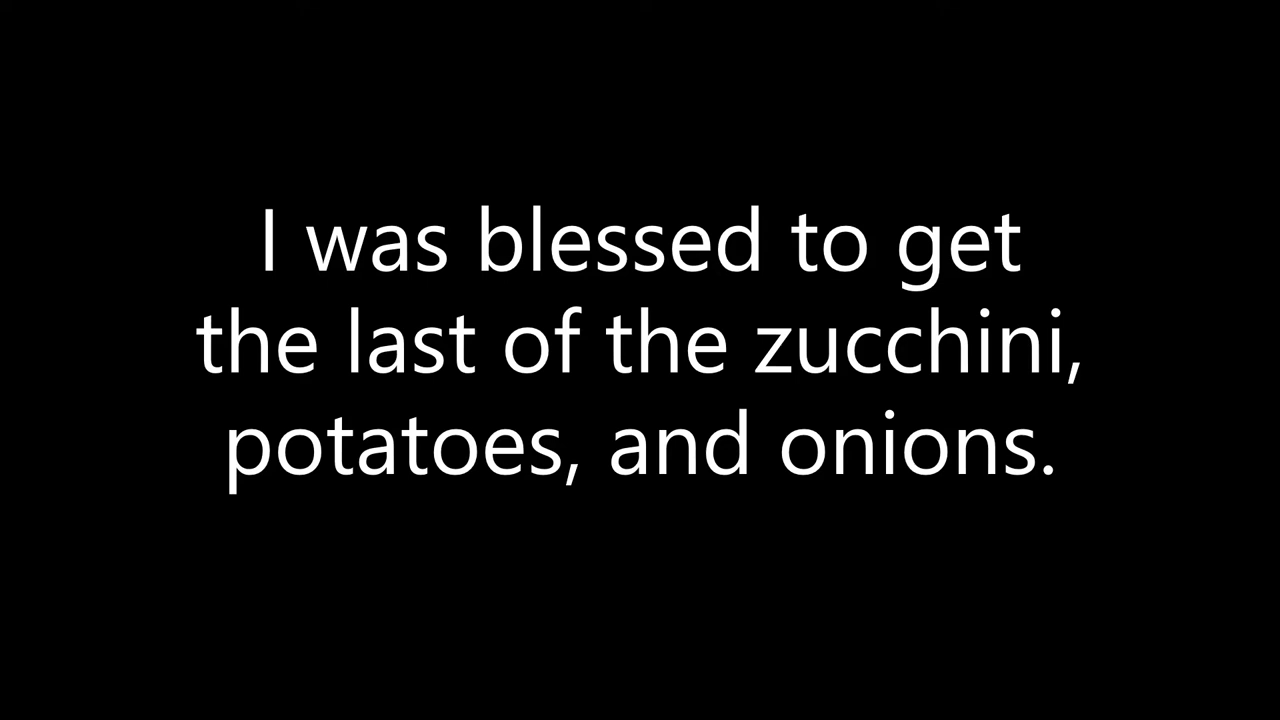 I was blessed to get
the last of the zucchini,
potatoes, and onions.